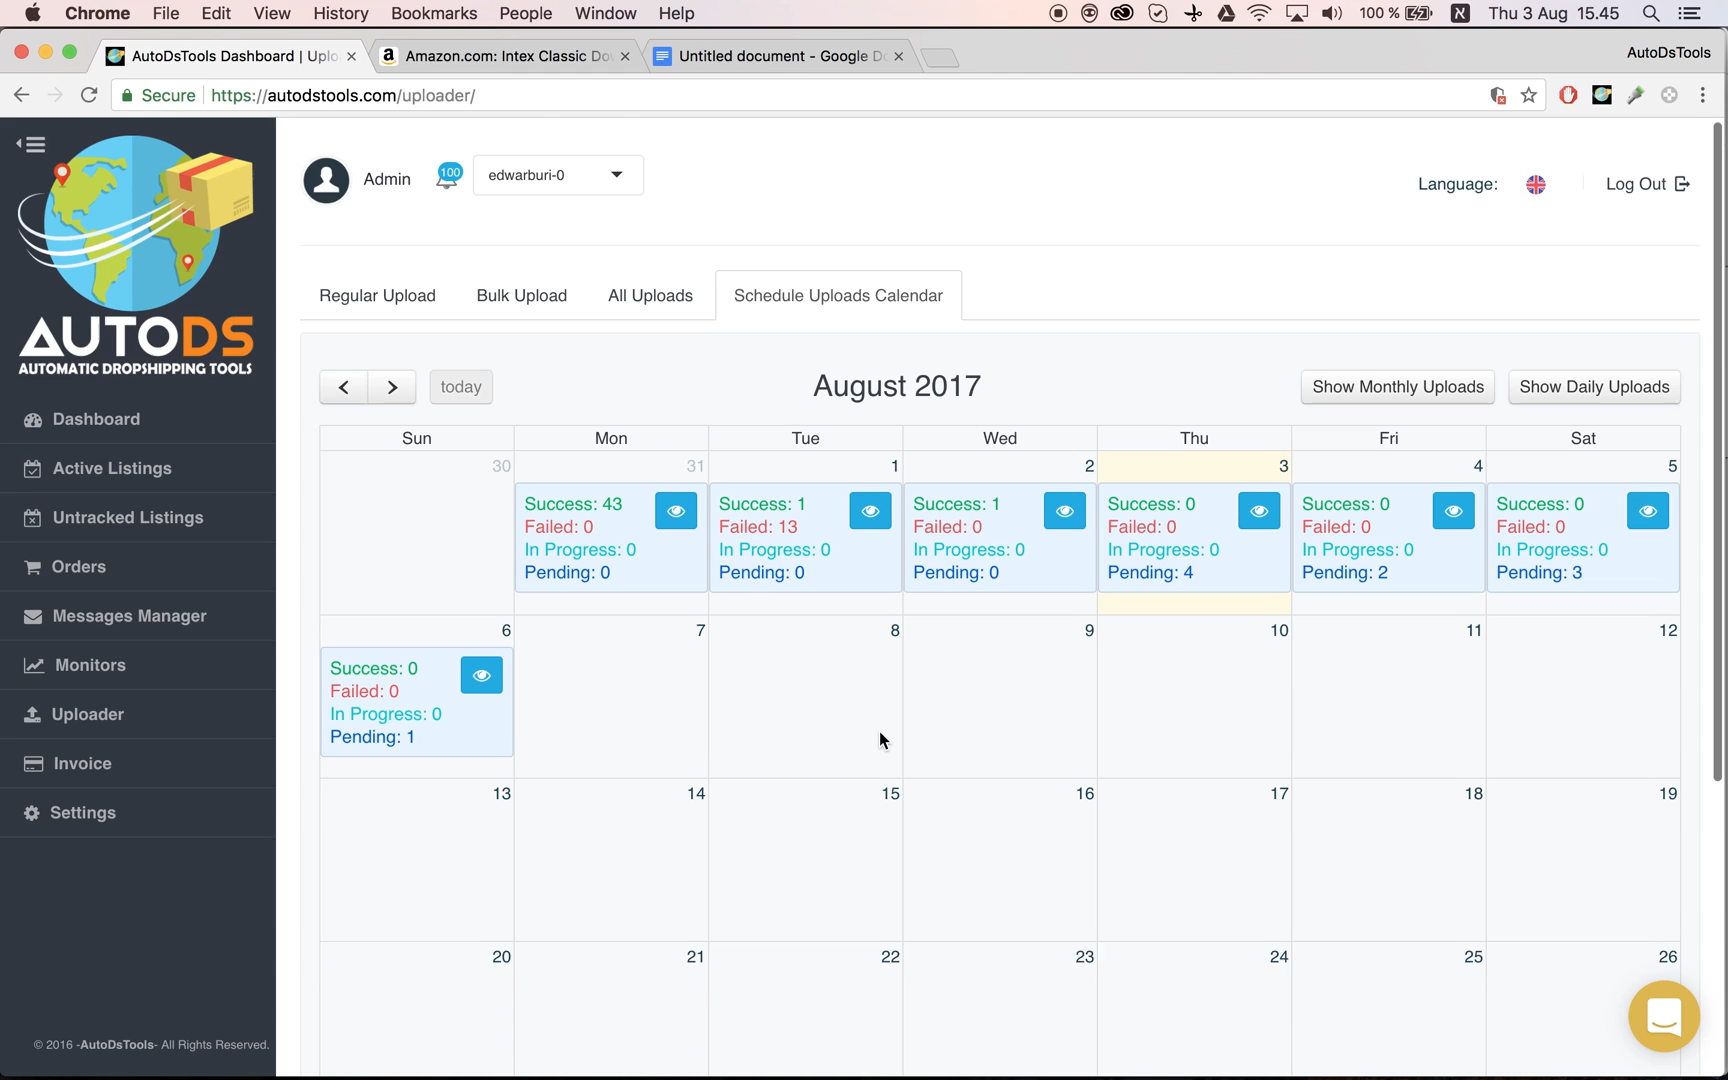 Chrome File Edit View History Bookmarks People Window Help 100 % א Thu 3 Aug 15.45
AutoDsTools Dashboard | Uplo Amazon.com: Intex Classic Do Untitled document - Google D AutoDsTools
Secure https://autodstools.com/uploader/
Admin 100 edwarburi-0 Language: Log Out
AUTODS
AUTOMATIC DROPSHIPPING TOOLS
Dashboard
Active Listings
Untracked Listings
Orders
Messages Manager
Monitors
Uploader
Invoice
Settings
© 2016 -AutoDsTools- All Rights Reserved.
Regular Upload Bulk Upload All Uploads Schedule Uploads Calendar
today August 2017 Show Monthly Uploads Show Daily Uploads
Sun Mon Tue Wed Thu Fri Sat
30 31 1 2 3 4 5
Success: 43 Success: 1 Success: 1 Success: 0 Success: 0 Success: 0
Failed: 0 Failed: 13 Failed: 0 Failed: 0 Failed: 0 Failed: 0
In Progress: 0 In Progress: 0 In Progress: 0 In Progress: 0 In Progress: 0 In Progress: 0
Pending: 0 Pending: 0 Pending: 0 Pending: 4 Pending: 2 Pending: 3
6 7 8 9 10 11 12
Success: 0
Failed: 0
In Progress: 0
Pending: 1
13 14 15 16 17 18 19
20 21 22 23 24 25 26